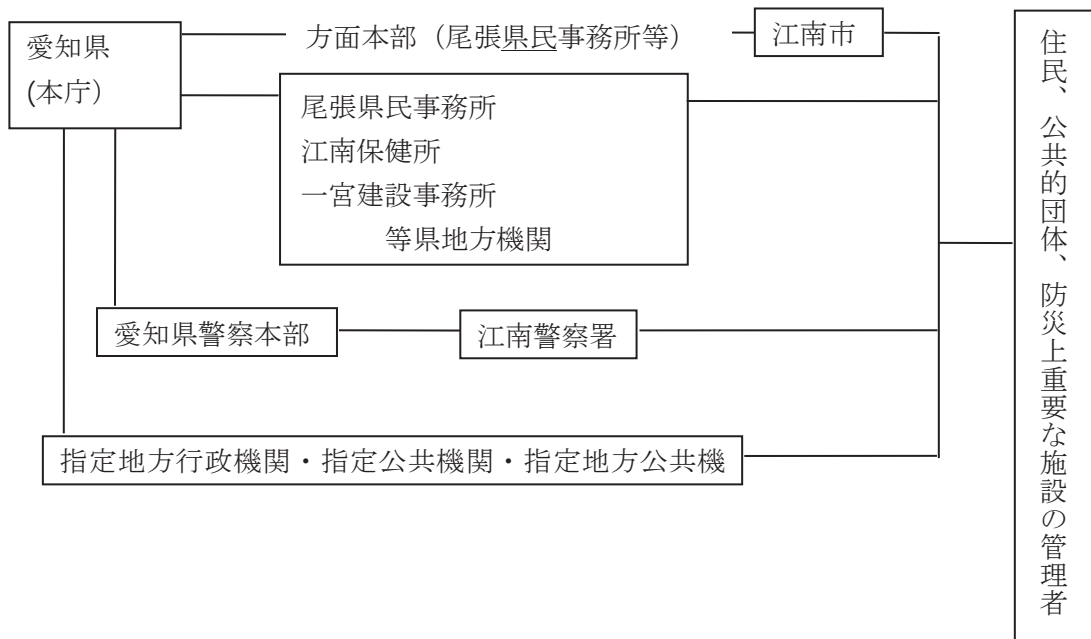 愛知県
(本庁)
方面本部（尾張県民事務所等）
江南市
尾張県民事務所
江南保健所
一宮建設事務所
等県地方機関
愛知県警察本部
江南警察署
指定地方行政機関・指定公共機関・指定地方公共機
住民、公共的団体、防災上重要な施設の管理者